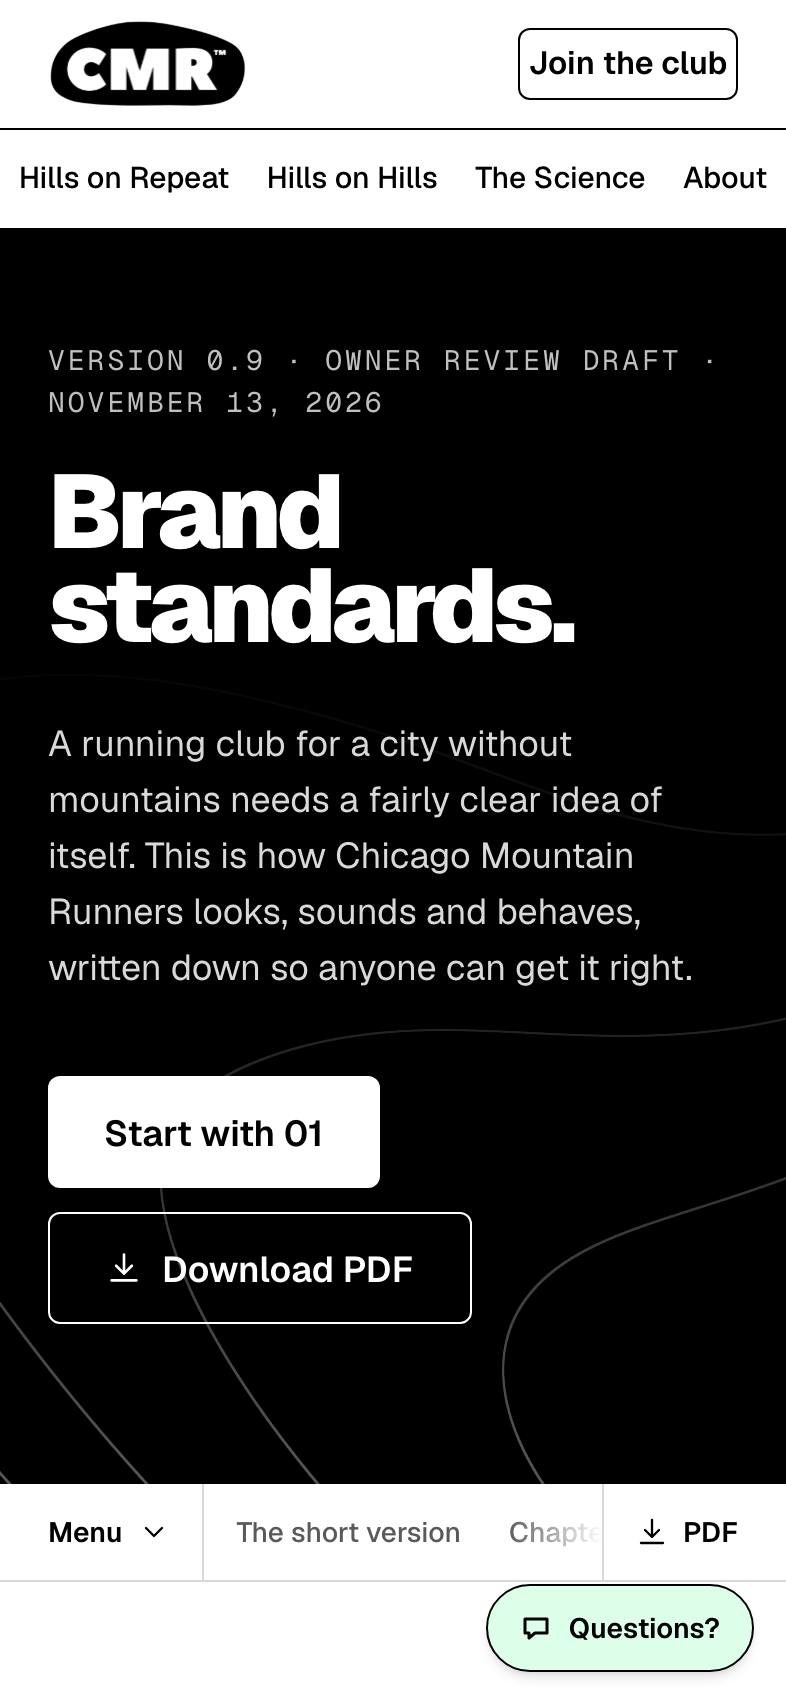 CMR™
Join the club
Hills on Repeat
Hills on Hills
The Science
About
VERSION 0.9 · OWNER REVIEW DRAFT ·
NOVEMBER 13, 2026
Brand
standards.
A running club for a city without
mountains needs a fairly clear idea of
itself. This is how Chicago Mountain
Runners looks, sounds and behaves,
written down so anyone can get it right.
Start with 01
Download PDF
Menu
The short version
Chapte
PDF
Questions?